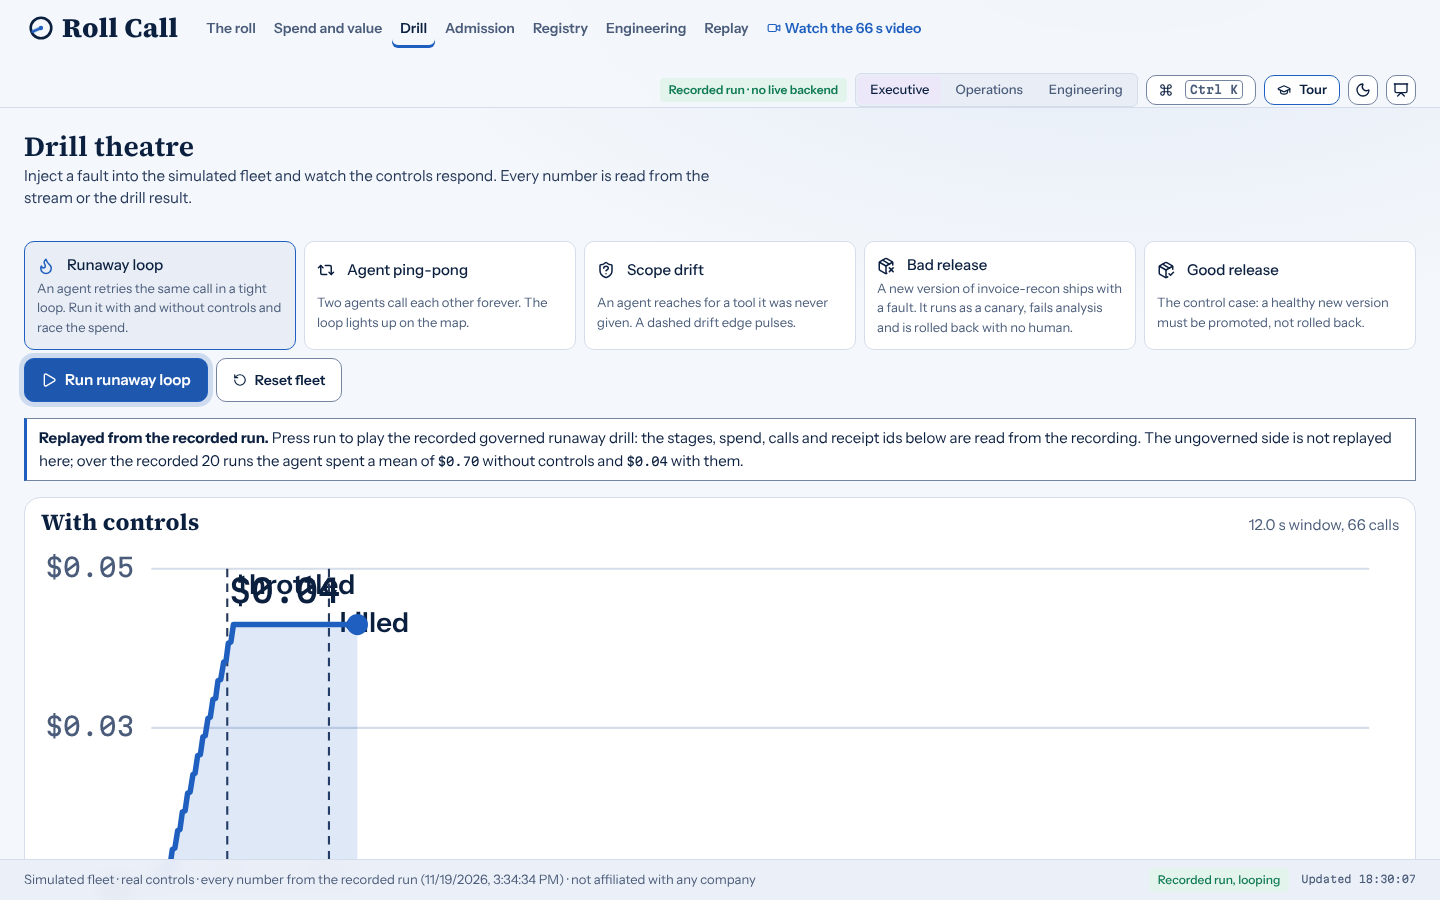 Roll Call
The roll
Spend and value
Drill
Admission
Registry
Engineering
Replay
Watch the 66 s video
Recorded run · no live backend
Executive
Operations
Engineering
⌘ Ctrl K
Tour
Drill theatre
Inject a fault into the simulated fleet and watch the controls respond. Every number is read from the
stream or the drill result.
Runaway loop
An agent retries the same call in a tight
loop. Run it with and without controls and
race the spend.
Agent ping-pong
Two agents call each other forever. The
loop lights up on the map.
Scope drift
An agent reaches for a tool it was never
given. A dashed drift edge pulses.
Bad release
A new version of invoice-recon ships with
a fault. It runs as a canary, fails analysis
and is rolled back with no human.
Good release
The control case: a healthy new version
must be promoted, not rolled back.
Run runaway loop
Reset fleet
Replayed from the recorded run. Press run to play the recorded governed runaway drill: the stages, spend, calls and receipt ids below are read from the recording. The ungoverned side is not replayed
here; over the recorded 20 runs the agent spent a mean of $0.70 without controls and $0.04 with them.
With controls
12.0 s window, 66 calls
$0.05
throttled
$0.04
killed
$0.03
Simulated fleet · real controls · every number from the recorded run (11/19/2026, 3:34:34 PM) · not affiliated with any company
Recorded run, looping
Updated 18:30:07